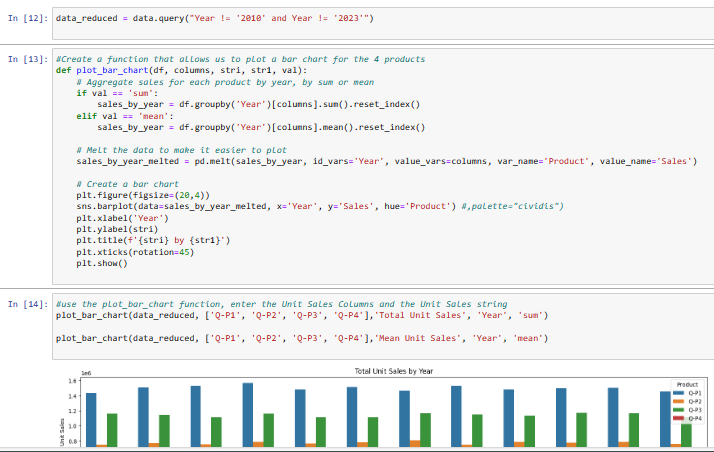 In [12]: data_reduced = data.query("Year != '2010' and Year != '2023'")
In [13]: #Create a function that allows us to plot a bar chart for the 4 products
def plot_bar_chart(df, columns, stri, str1, val):
# Aggregate sales for each product by year, by sum or mean
if val == 'sum':
sales_by_year = df.groupby('Year')[columns].sum().reset_index()
elif val == 'mean':
sales_by_year = df.groupby('Year')[columns].mean().reset_index()
# Melt the data to make it easier to plot
sales_by_year_melted = pd.melt(sales_by_year, id_vars='Year', value_vars=columns, var_name='Product', value_name='Sales')
# Create a bar chart
plt.figure(figsize=(20,4))
sns.barplot(data=sales_by_year_melted, x='Year', y='Sales', hue='Product') #,palette="cividis")
plt.xlabel('Year')
plt.ylabel(stri)
plt.title(f'{stri} by {str1}')
plt.xticks(rotation=45)
plt.show()
In [14]: #use the plot_bar_chart function, enter the Unit Sales Columns and the Unit Sales string
plot_bar_chart(data_reduced, ['Q-P1', 'Q-P2', 'Q-P3', 'Q-P4'],'Total Unit Sales', 'Year', 'sum')
plot_bar_chart(data_reduced, ['Q-P1', 'Q-P2', 'Q-P3', 'Q-P4'],'Mean Unit Sales', 'Year', 'mean')
Total Unit Sales by Year
1e6
1.6
1.4
1.2
1.0
0.8
Unit Sales
Product
Q-P1
Q-P2
Q-P3
Q-P4